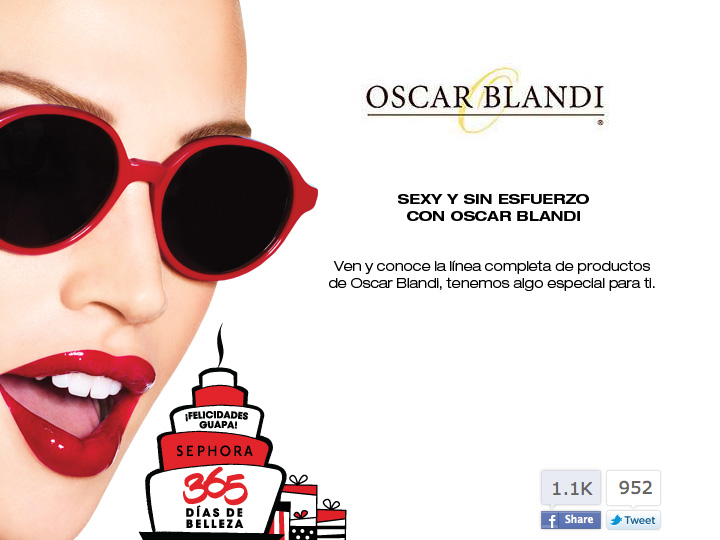 OSCAR BLANDI
®
SEXY Y SIN ESFUERZO
CON OSCAR BLANDI
Ven y conoce la línea completa de productos
de Oscar Blandi, tenemos algo especial para ti.
¡FELICIDADES
GUAPA!
SEPHORA
365
DÍAS DE
BELLEZA
1.1K 952
f Share Tweet